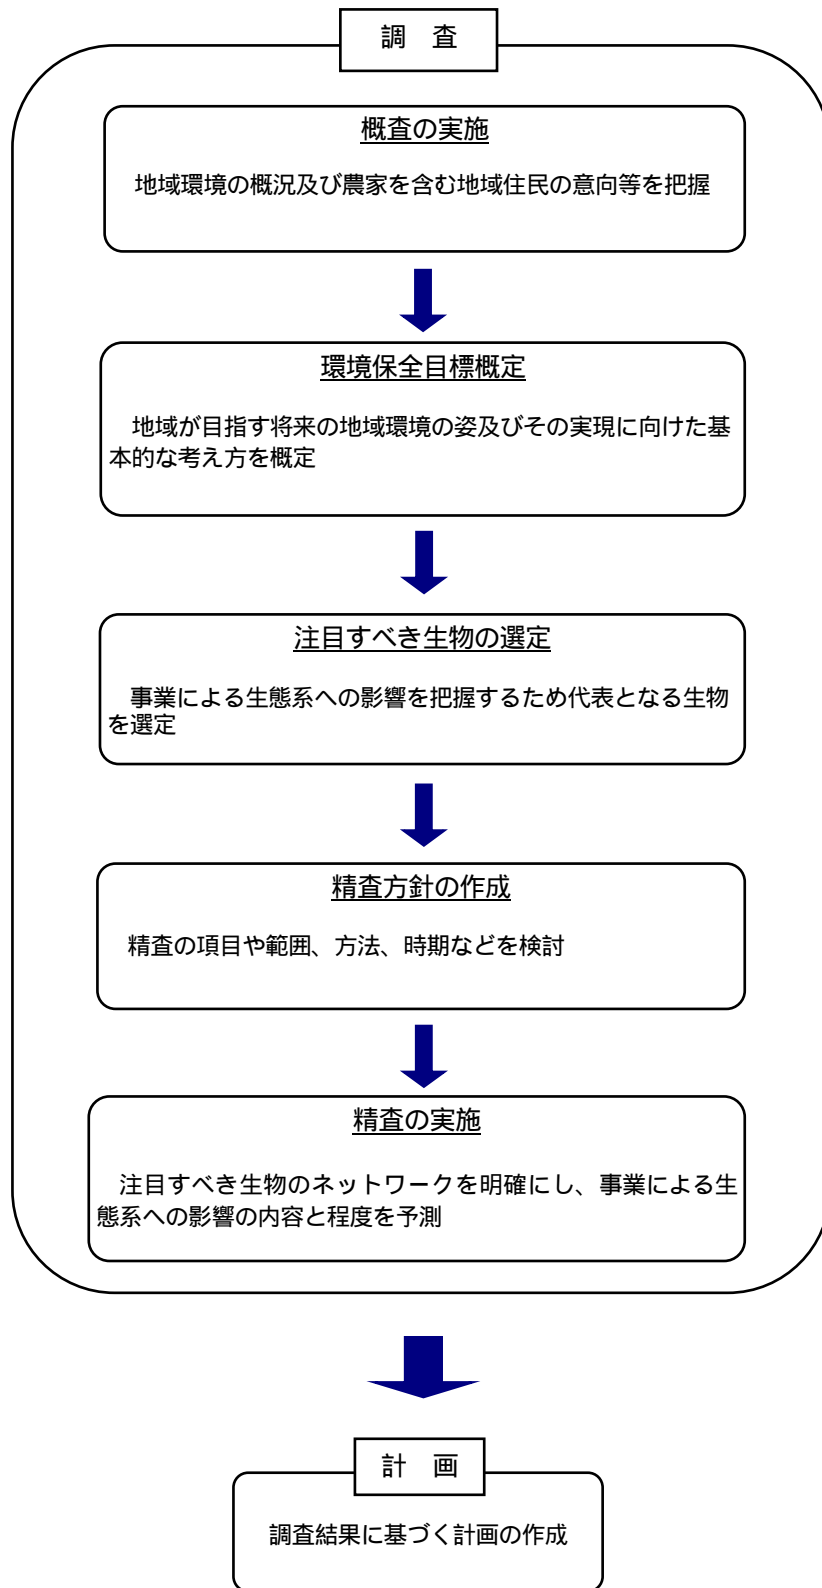 調　査
概査の実施
地域環境の概況及び農家を含む地域住民の意向等を把握
環境保全目標概定
地域が目指す将来の地域環境の姿及びその実現に向けた基
本的な考え方を概定
注目すべき生物の選定
事業による生態系への影響を把握するため代表となる生物
を選定
精査方針の作成
精査の項目や範囲、方法、時期などを検討
精査の実施
注目すべき生物のネットワークを明確にし、事業による生
態系への影響の内容と程度を予測
計　画
調査結果に基づく計画の作成